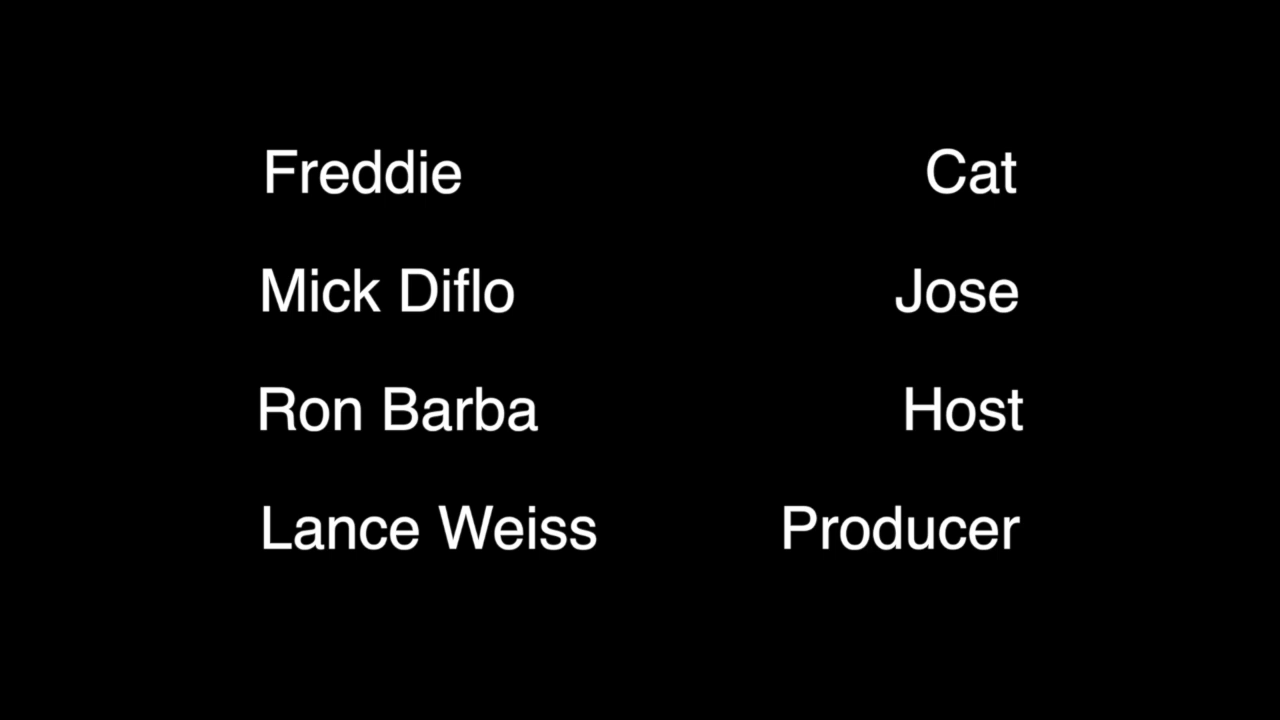 Freddie Cat
Mick Diflo Jose
Ron Barba Host
Lance Weiss Producer